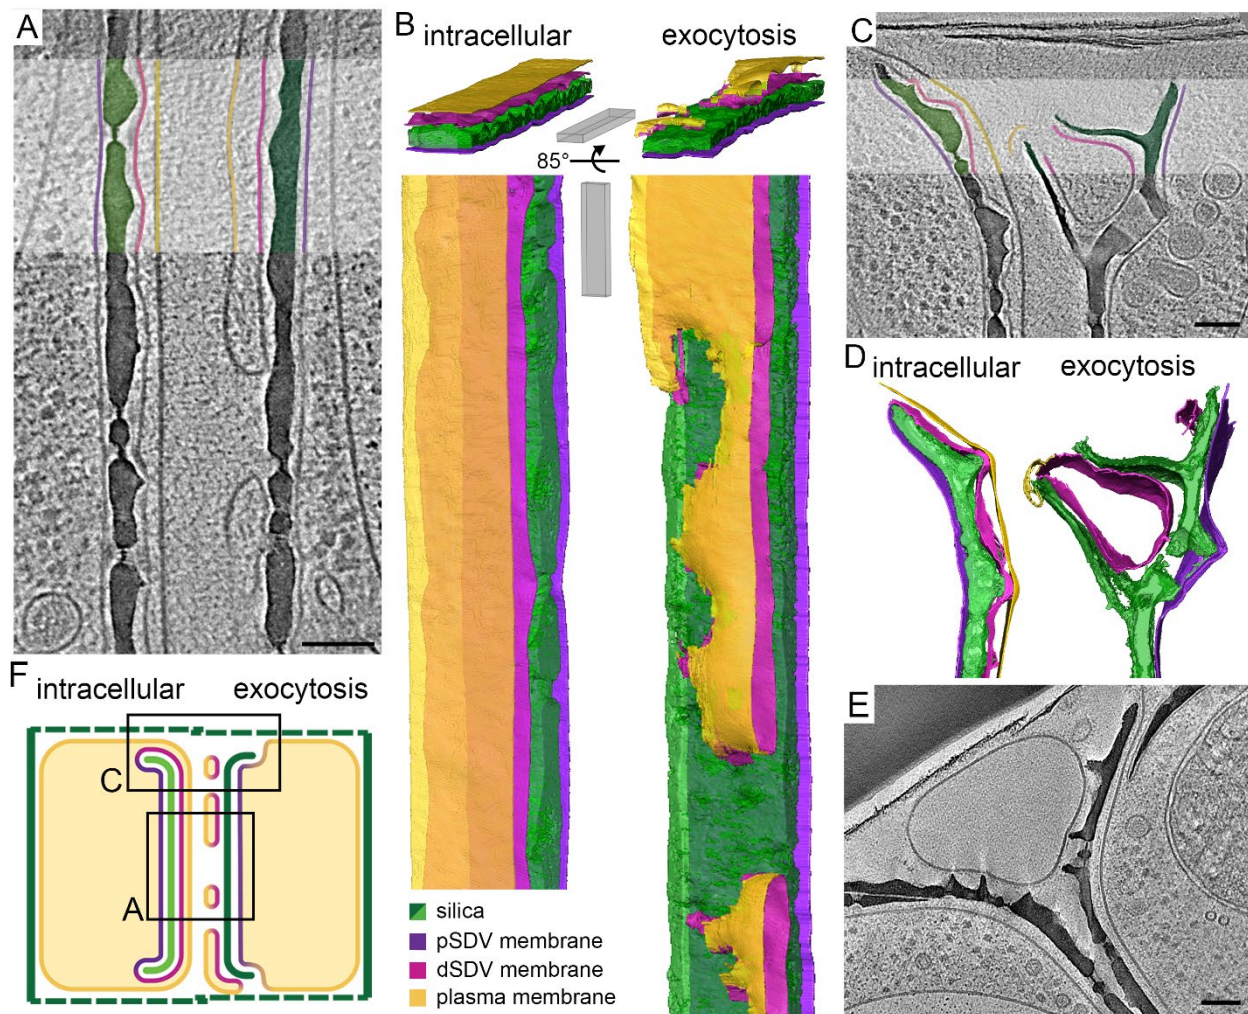 A
B
intracellular
exocytosis
85°
C
D
intracellular
exocytosis
F
intracellular
exocytosis
C
A
silica
pSDV membrane
dSDV membrane
plasma membrane
E